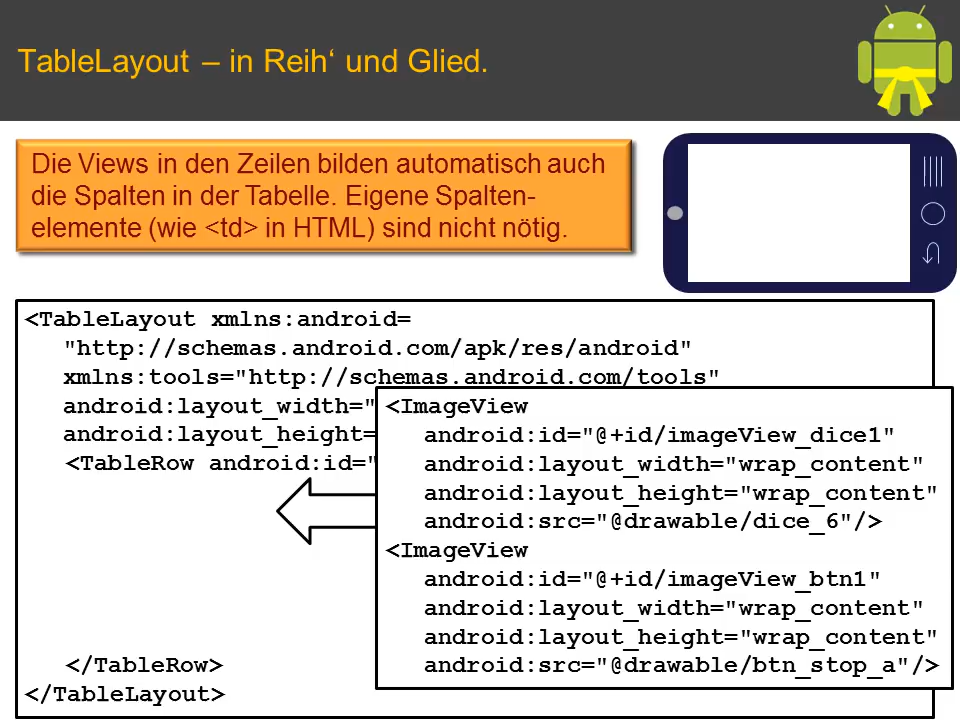 TableLayout – in Reih‘ und Glied.
Die Views in den Zeilen bilden automatisch auch
die Spalten in der Tabelle. Eigene Spalten-
elemente (wie <td> in HTML) sind nicht nötig.
<TableLayout xmlns:android=
"http://schemas.android.com/apk/res/android"
xmlns:tools="http://schemas.android.com/tools"
android:layout_width="
android:layout_height=
<TableRow android:id="
</TableRow>
</TableLayout>
<ImageView
android:id="@+id/imageView_dice1"
android:layout_width="wrap_content"
android:layout_height="wrap_content"
android:src="@drawable/dice_6"/>
<ImageView
android:id="@+id/imageView_btn1"
android:layout_width="wrap_content"
android:layout_height="wrap_content"
android:src="@drawable/btn_stop_a"/>